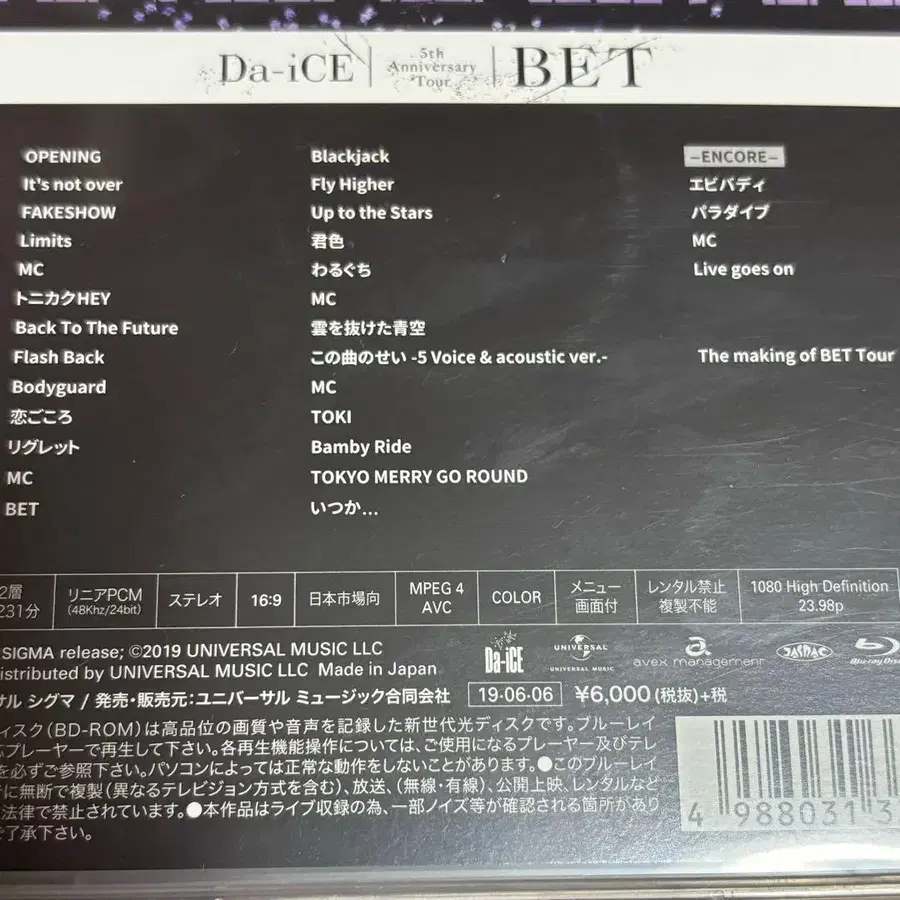 Da-iCE 5th Anniversary Tour BET
OPENING
It's not over
FAKESHOW
Limits
MC
トニカクHEY
Back To The Future
Flash Back
Bodyguard
恋ごころ
リグレット
MC
BET
Blackjack
Fly Higher
Up to the Stars
君色
わるぐち
MC
雲を抜けた青空
この曲のせい -5 Voice & acoustic ver.-
MC
TOKI
Bamby Ride
TOKYO MERRY GO ROUND
いつか...
–ENCORE–
エビバディ
パラダイブ
MC
Live goes on
The making of BET Tour
2層
231分
リニアPCM
(48Khz/24bit)
ステレオ
16:9
日本市場向
MPEG 4
AVC
COLOR
メニュー
画面付
レンタル禁止
複製不能
1080 High Definition
23.98p
SIGMA release; ©2019 UNIVERSAL MUSIC LLC
istributed by UNIVERSAL MUSIC LLC Made in Japan
Da-iCE
UNIVERSAL
UNIVERSAL MUSIC
avex management
JASRAC
Blu-ray Disc
サル シグマ / 発売・販売元:ユニバーサル ミュージック合同会社 19-06-06 ¥6,000(税抜)+税
ィスク(BD-ROM)は高品位の画質や音声を記録した新世代光ディスクです。ブルーレイ
応プレーヤーで再生して下さい。各再生機能操作については、ご使用になるプレーヤー及びテレ
を必ずご参照下さい。パソコンによっては正常な動作をしないことがあります。●このブルーレイ
に無断で複製(異なるテレビジョン方式を含む)、放送、(無線・有線)、公開上映、レンタルなど
法律で禁止されています。●本作品はライブ収録の為、一部ノイズ等が確認される箇所があり
了承下さい。
4 988031 3